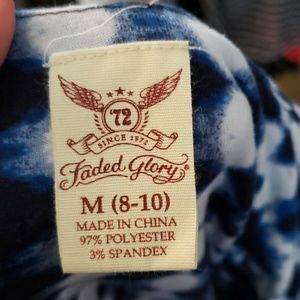 '72
SINCE 1972
Faded Glory
M (8-10)
MADE IN CHINA
97% POLYESTER
3% SPANDEX